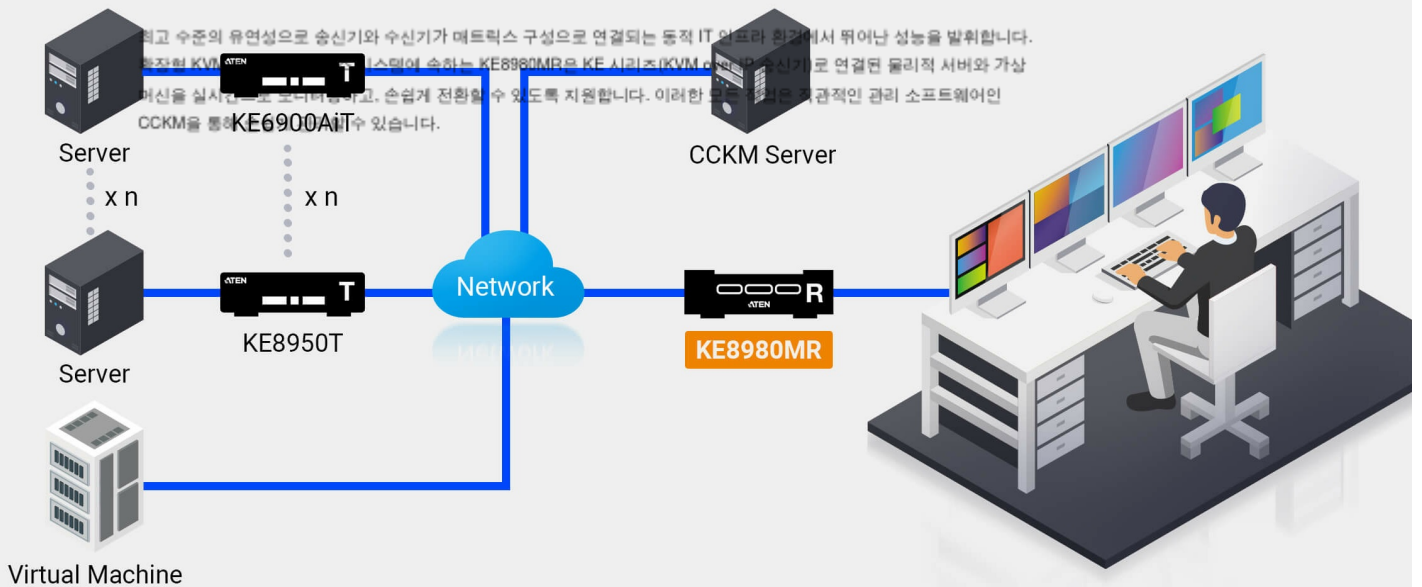 최고 수준의 유연성으로 송신기와 수신기가 매트릭스 구성으로 연결되는 동적 IT 인프라 환경에서 뛰어난 성능을 발휘합니다.
확장형 KVM 시스템에 속하는 KE8980MR은 KE 시리즈(KVM over IP 송신기)로 연결된 물리적 서버와 가상
머신을 실시간으로 모니터링하고, 손쉽게 전환할 수 있도록 지원합니다. 이러한 모든 작업은 직관적인 관리 소프트웨어인
CCKM을 통해 수 있습니다.
ATEN
T
KE6900AiT
Server
CCKM Server
x n
x n
ATEN
T
KE8950T
Server
Network
ATEN
R
KE8980MR
Virtual Machine